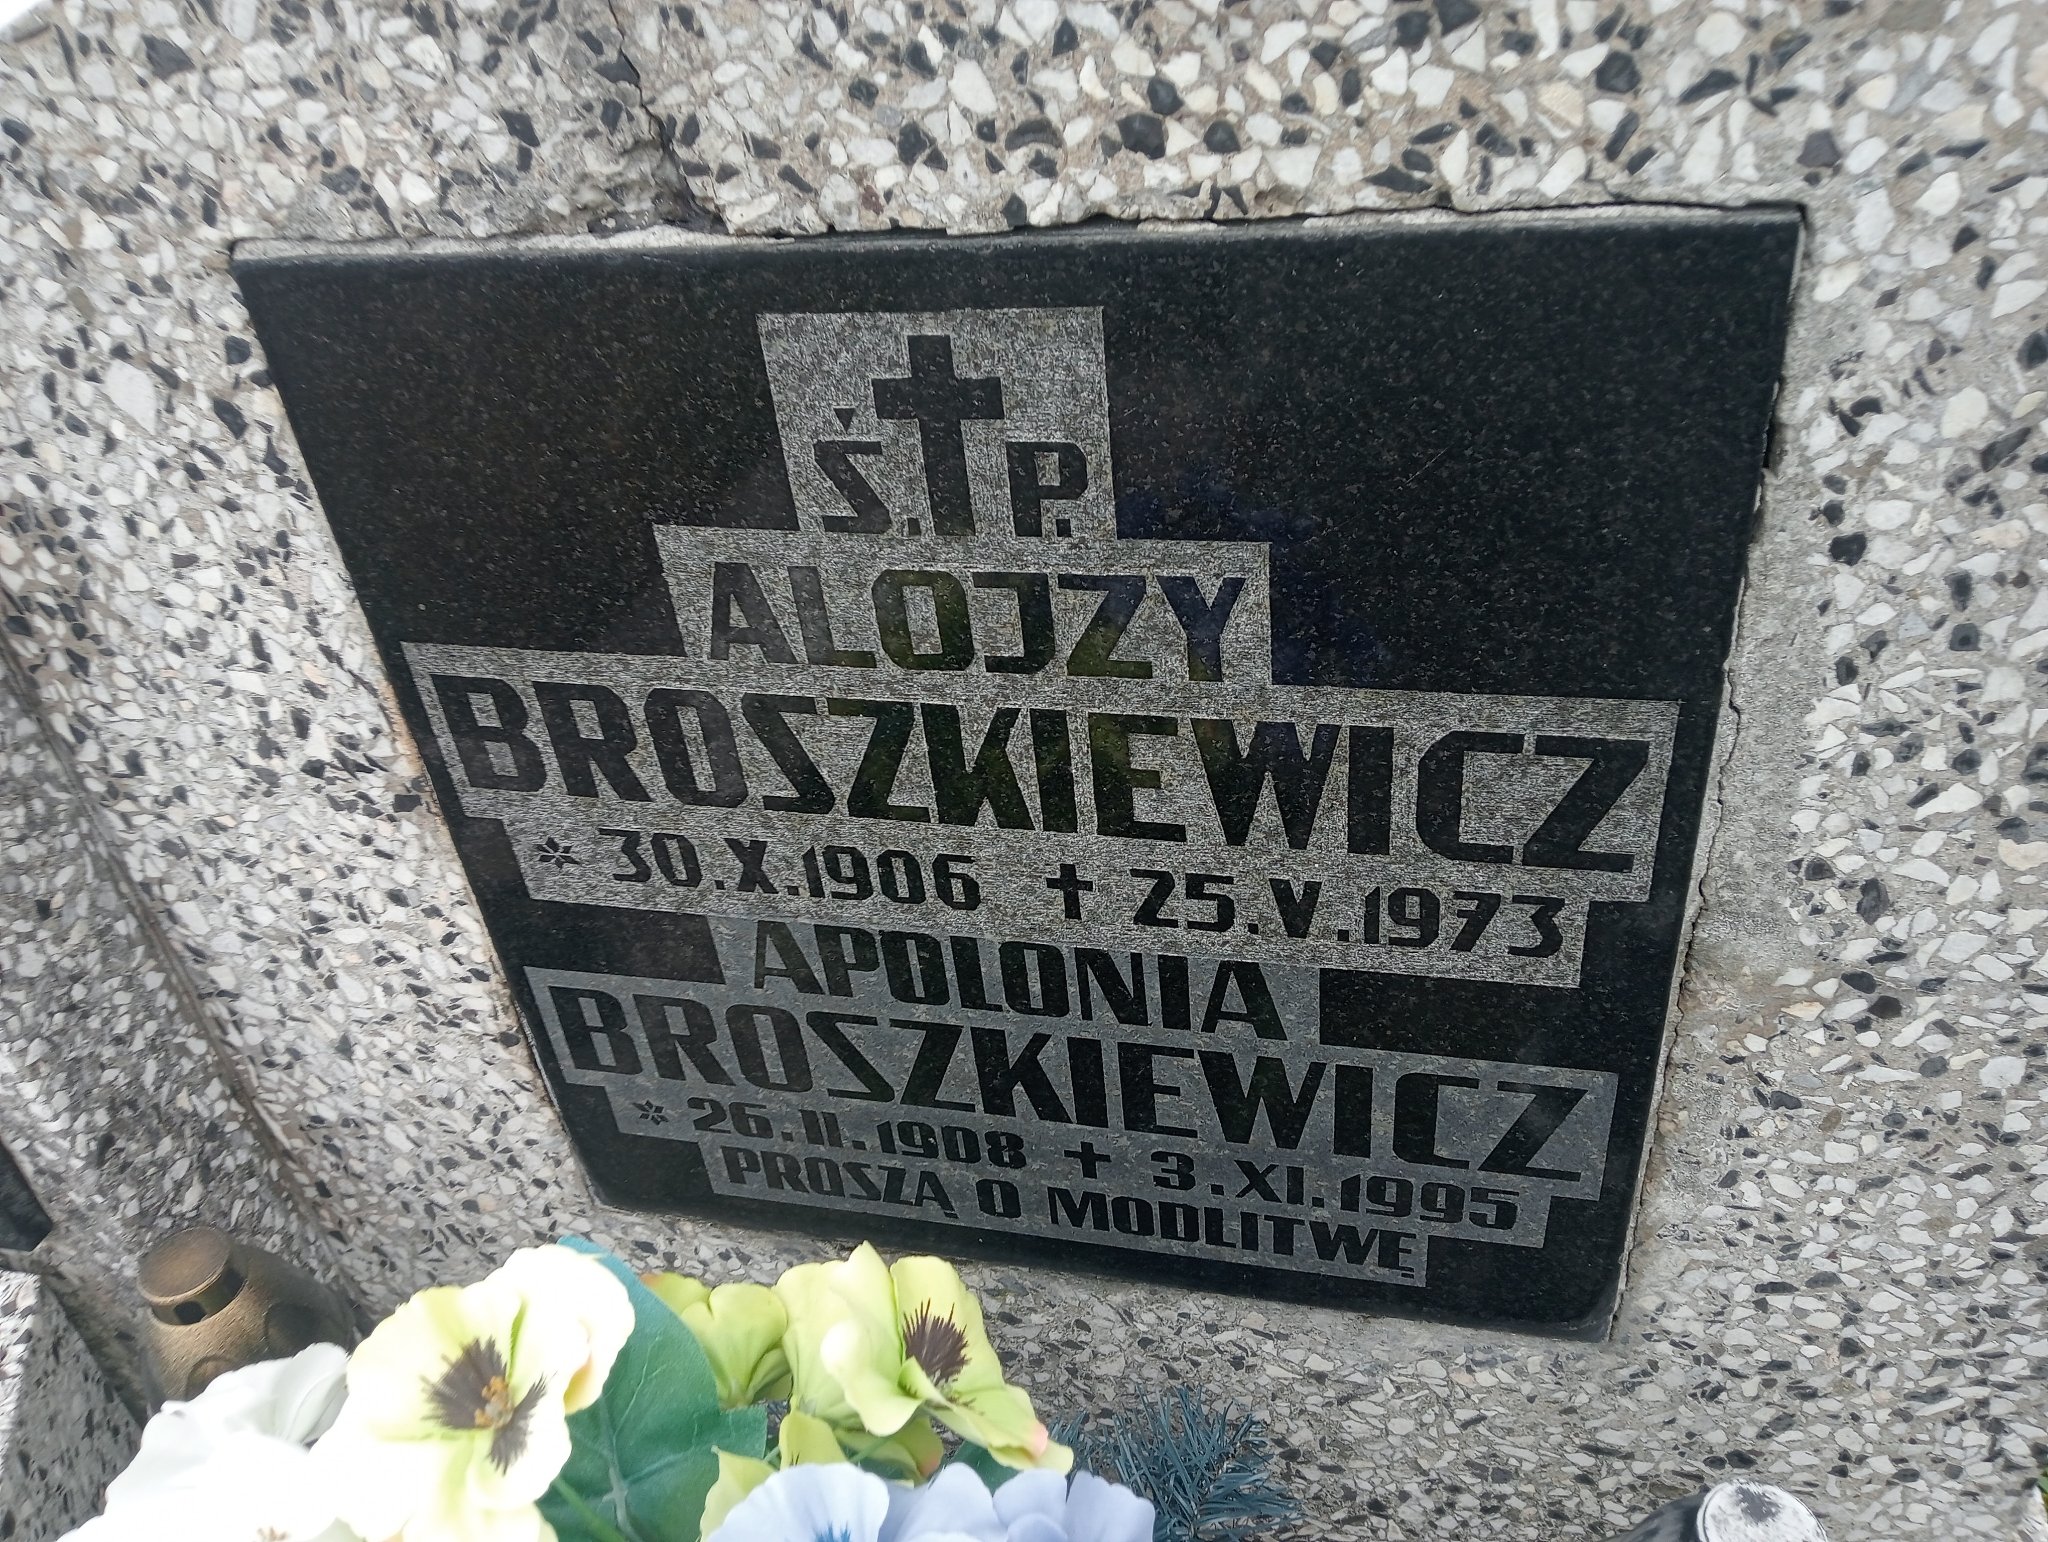 Ś. P.
ALOJZY
BROSZKIEWICZ
* 30.X.1906 † 25.V.1973
APOLONIA
BROSZKIEWICZ
* 26.II.1908 † 3.XI.1995
PROSZĄ O MODLITWĘ